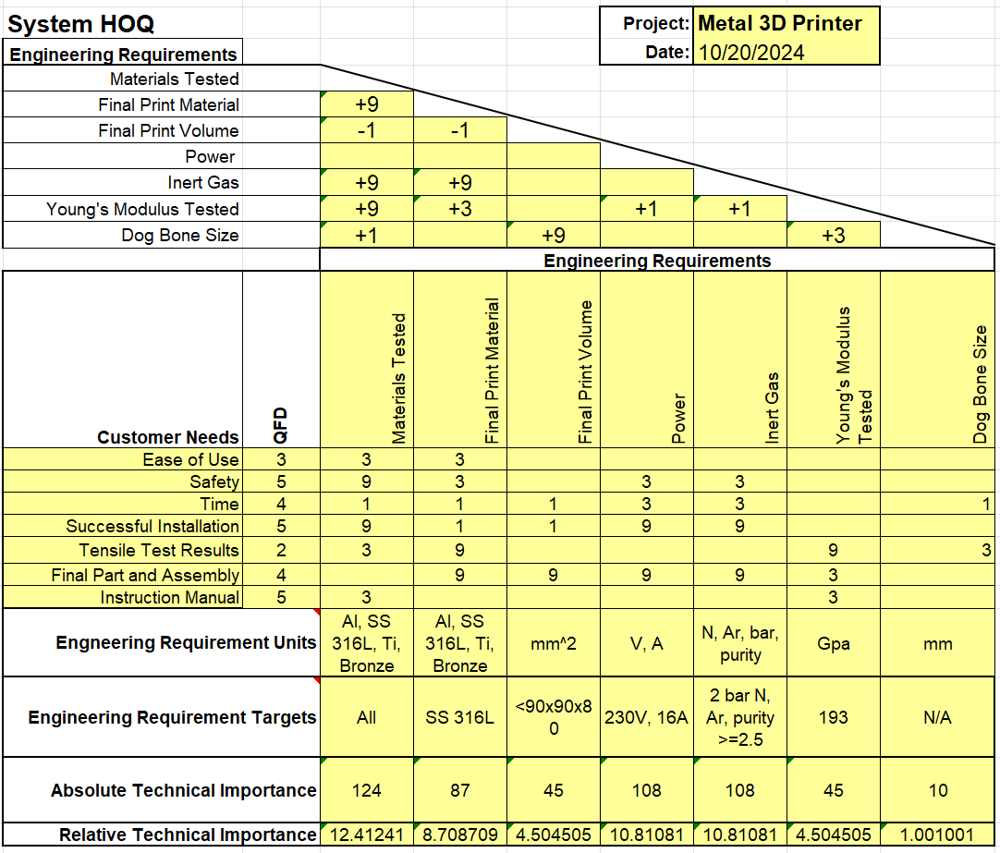 System HOQ
Project: Metal 3D Printer
Date: 10/20/2024
Engineering Requirements
Materials Tested
Final Print Material +9
Final Print Volume -1 -1
Power
Inert Gas +9 +9
Young's Modulus Tested +9 +3 +1 +1
Dog Bone Size +1 +9 +3
Engineering Requirements
Customer Needs
QFD
Materials Tested
Final Print Material
Final Print Volume
Power
Inert Gas
Young's Modulus
Tested
Dog Bone Size
Ease of Use 3 3 3
Safety 5 9 3 3 3
Time 4 1 1 1 3 3 1
Successful Installation 5 9 1 1 9 9
Tensile Test Results 2 3 9 9 3
Final Part and Assembly 4 9 9 9 9 3
Instruction Manual 5 3 3
Engneering Requirement Units
Al, SS
316L, Ti,
Bronze
Al, SS
316L, Ti,
Bronze
mm^2
V, A
N, Ar, bar,
purity
Gpa
mm
Engineering Requirement Targets
All
SS 316L
<90x90x8
0
230V, 16A
2 bar N,
Ar, purity
>=2.5
193
N/A
Absolute Technical Importance 124 87 45 108 108 45 10
Relative Technical Importance 12.41241 8.708709 4.504505 10.81081 10.81081 4.504505 1.001001